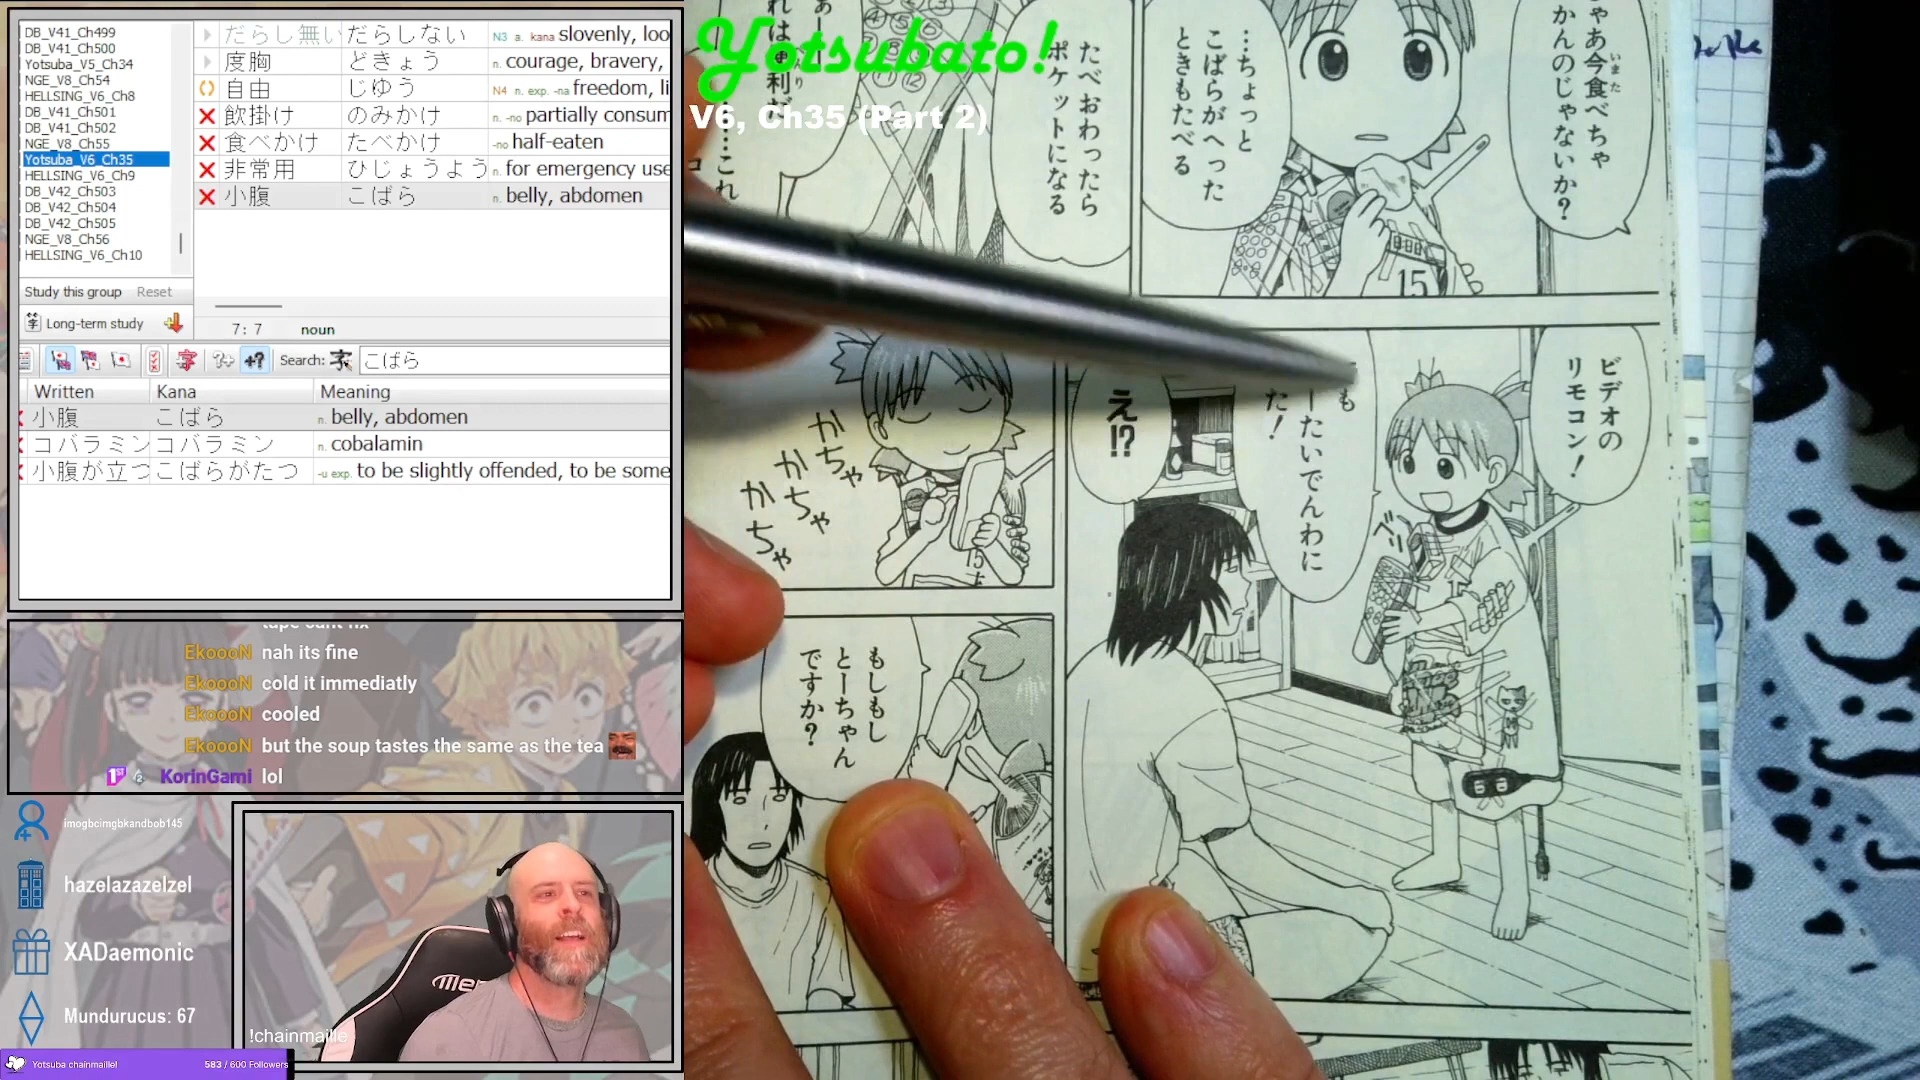 DB_V41_Ch499
DB_V41_Ch500
Yotsuba_V5_Ch34
NGE_V8_Ch54
HELLSING_V6_Ch8
DB_V41_Ch501
DB_V41_Ch502
NGE_V8_Ch55
Yotsuba_V6_Ch35
HELLSING_V6_Ch9
DB_V42_Ch503
DB_V42_Ch504
DB_V42_Ch505
NGE_V8_Ch56
HELLSING_V6_Ch10
Study this group Reset
Long-term study
だらし無い だらしない N3 a. kana slovenly, loo
度胸 どきょう n. courage, bravery,
自由 じゆう N4 n. exp. -na freedom, li
飲掛け のみかけ n. -no partially consum
食べかけ たべかけ -no half-eaten
非常用 ひじょうよう n. for emergency use
小腹 こばら n. belly, abdomen
7: 7 noun
Search: こばら
Written Kana Meaning
小腹 こばら n. belly, abdomen
コバラミン コバラミン n. cobalamin
小腹が立つ こばらがたつ -u exp. to be slightly offended, to be some
EkoooN nah its fine
EkoooN cold it immediatly
EkoooN cooled
EkoooN but the soup tastes the same as the tea
KorinGami lol
imogbcimgbkandbob145
hazelazazelzel
XADaemonic
Mundurucus: 67
!chainmaille
Yotsuba chainmaille!
583 / 600 Followers
Yotsubato!
V6, Ch35 (Part 2)
ゃあ今食べちゃ
かんのじゃないか?
…ちょっと
こばらがへった
ときもたべる
たべおわったら
ポケットになる
ビデオの
リモコン!
も
ーたいでんわに
た!
え!?
かちゃ
かちゃ
かちゃ
もしもし
とーちゃん
ですか?
15
15